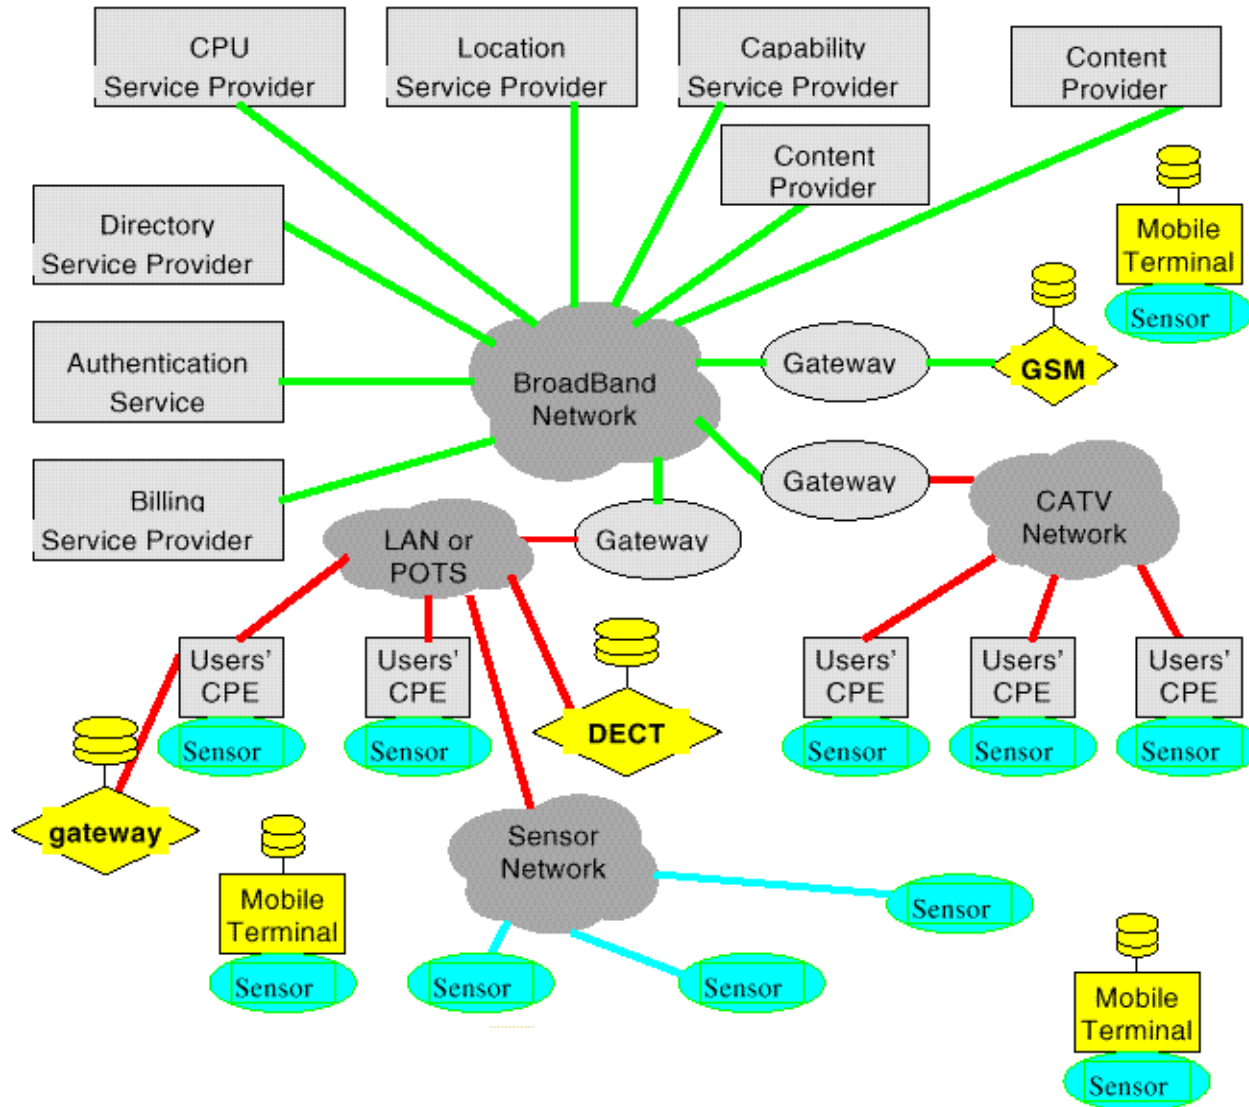 CPU
Service Provider
Location
Service Provider
Capability
Service Provider
Content
Provider
Content
Provider
Directory
Service Provider
Mobile
Terminal
Sensor
Authentication
Service
BroadBand
Network
Gateway
GSM
Billing
Service Provider
Gateway
CATV
Network
LAN or
POTS
Gateway
Users'
CPE
Sensor
Users'
CPE
Sensor
DECT
Users'
CPE
Sensor
Users'
CPE
Sensor
Users'
CPE
Sensor
gateway
Sensor
Network
Mobile
Terminal
Sensor
Sensor
Sensor
Sensor
Mobile
Terminal
Sensor